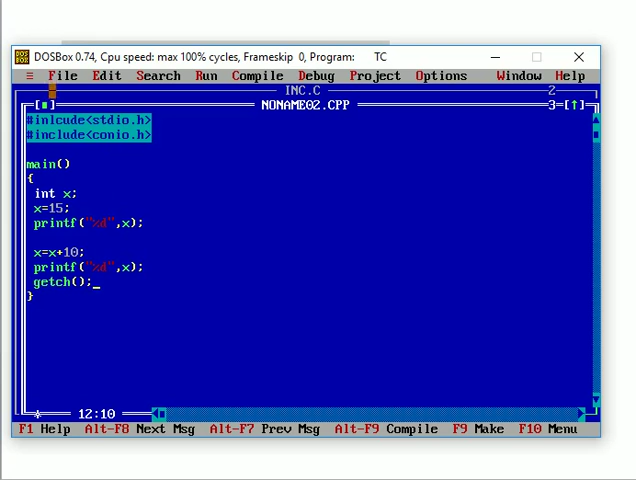 DOSBox 0.74, Cpu speed: max 100% cycles, Frameskip 0, Program: TC
≡ File Edit Search Run Compile Debug Project Options Window Help
INC.C 2
[■] NONAME02.CPP 3=[↑]
#inlcude<stdio.h>
#include<conio.h>
main()
{
int x;
x=15;
printf("%d",x);
x=x+10;
printf("%d",x);
getch();_
}
12:10
F1 Help Alt-F8 Next Msg Alt-F7 Prev Msg Alt-F9 Compile F9 Make F10 Menu